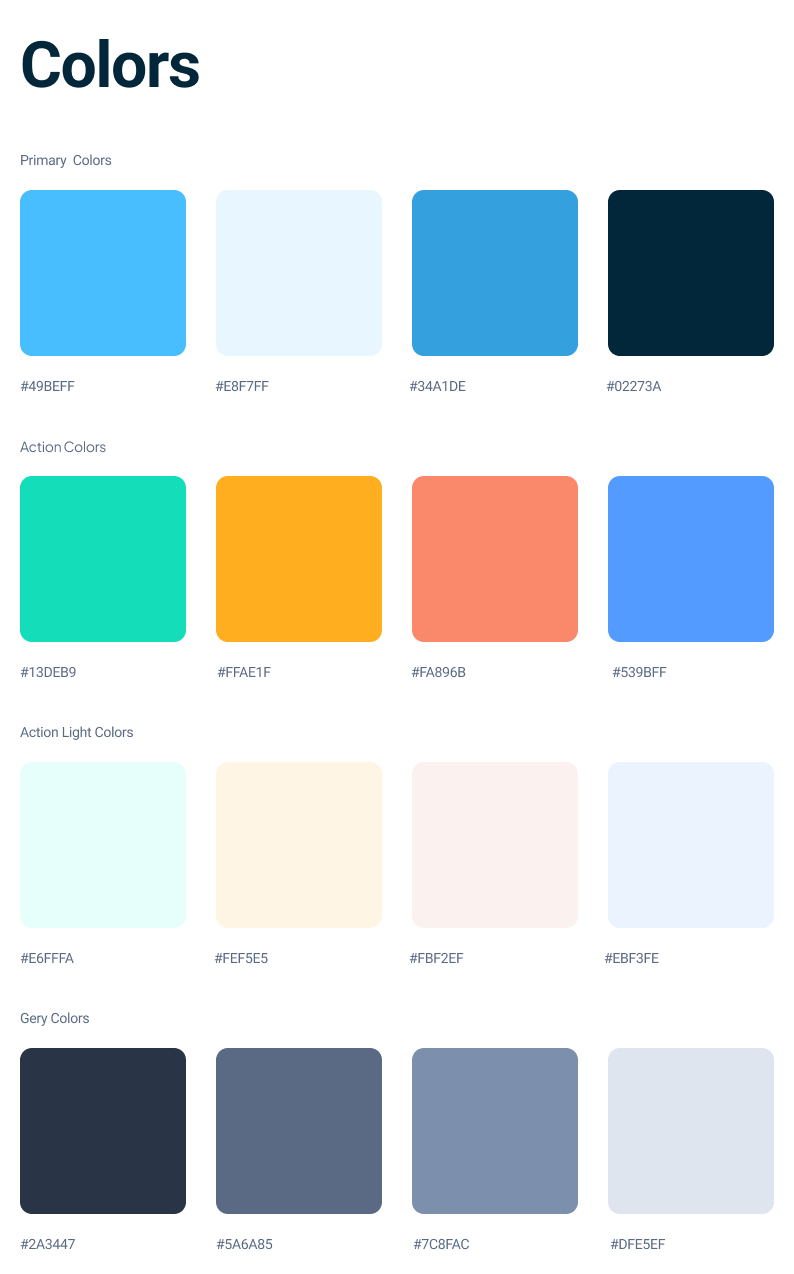 Colors
Primary  Colors
#49BEFF #E8F7FF #34A1DE #02273A
Action Colors
#13DEB9 #FFAE1F #FA896B #539BFF
Action Light Colors
#E6FFFA #FEF5E5 #FBF2EF #EBF3FE
Gery Colors
#2A3447 #5A6A85 #7C8FAC #DFE5EF